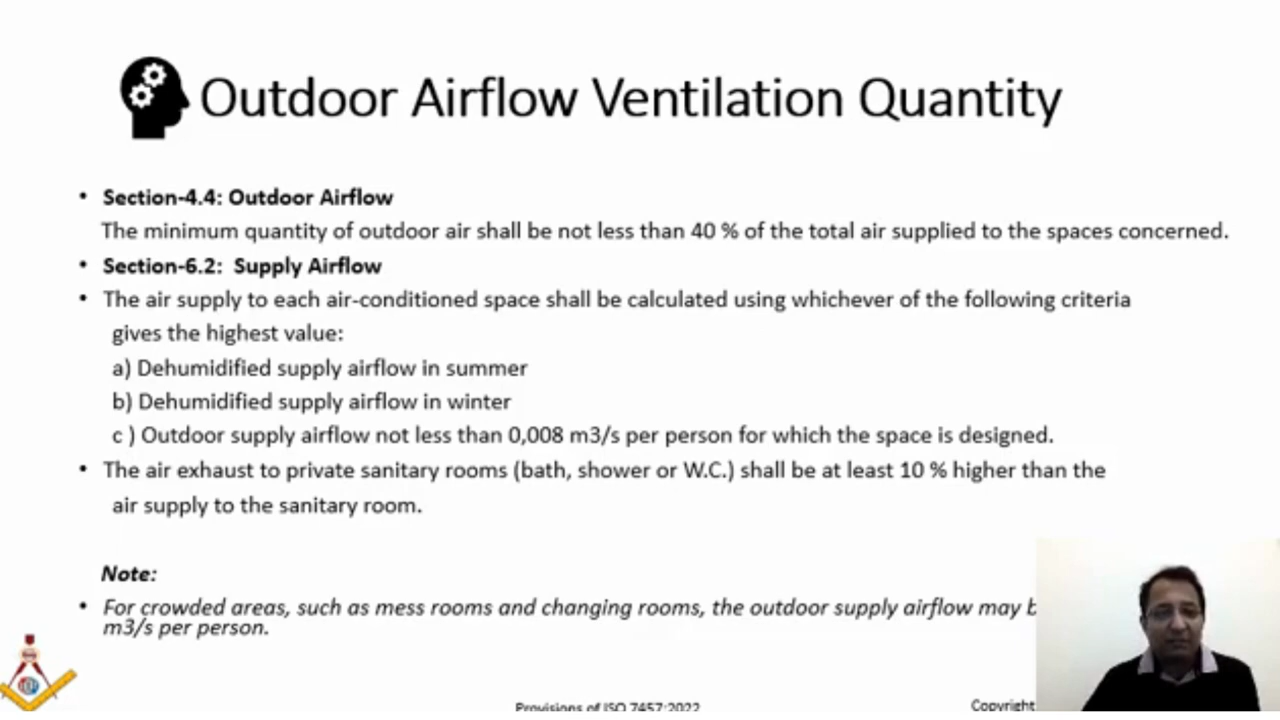 Outdoor Airflow Ventilation Quantity
• Section-4.4: Outdoor Airflow
The minimum quantity of outdoor air shall be not less than 40 % of the total air supplied to the spaces concerned.
• Section-6.2: Supply Airflow
• The air supply to each air-conditioned space shall be calculated using whichever of the following criteria
gives the highest value:
a) Dehumidified supply airflow in summer
b) Dehumidified supply airflow in winter
c ) Outdoor supply airflow not less than 0,008 m3/s per person for which the space is designed.
• The air exhaust to private sanitary rooms (bath, shower or W.C.) shall be at least 10 % higher than the
air supply to the sanitary room.
Note:
• For crowded areas, such as mess rooms and changing rooms, the outdoor supply airflow may
m3/s per person.
Provisions of ISO 7457:2022
Copyright